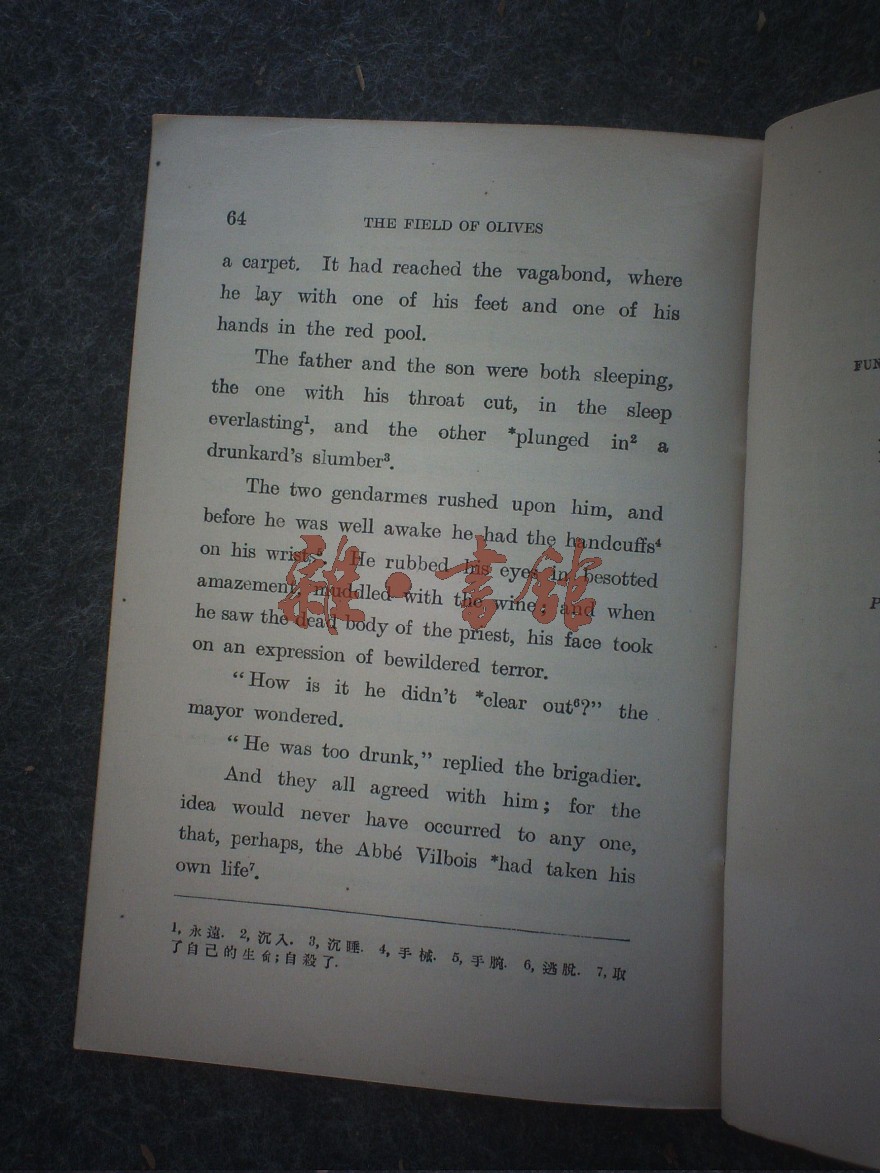 64
THE FIELD OF OLIVES
a carpet. It had reached the vagabond, where
he lay with one of his feet and one of his
hands in the red pool.
The father and the son were both sleeping,
the one with his throat cut, in the sleep
everlasting¹, and the other *plunged in² a
drunkard's slumber³.
The two gendarmes rushed upon him, and
before he was well awake he had the handcuffs⁴
on his wrists⁵. He rubbed his eyes in besotted
amazement, muddled with the wine; and when
he saw the dead body of the priest, his face took
on an expression of bewildered terror.
"How is it he didn't *clear out⁶?" the
mayor wondered.
"He was too drunk," replied the brigadier.
And they all agreed with him; for the
idea would never have occurred to any one,
that, perhaps, the Abbé Vilbois *had taken his
own life⁷.
1, 永遠. 2, 沉入. 3, 沉睡. 4, 手械. 5, 手腕. 6, 逃脫. 7, 取
了自己的生命;自殺了.
雜·書館
FUN
P